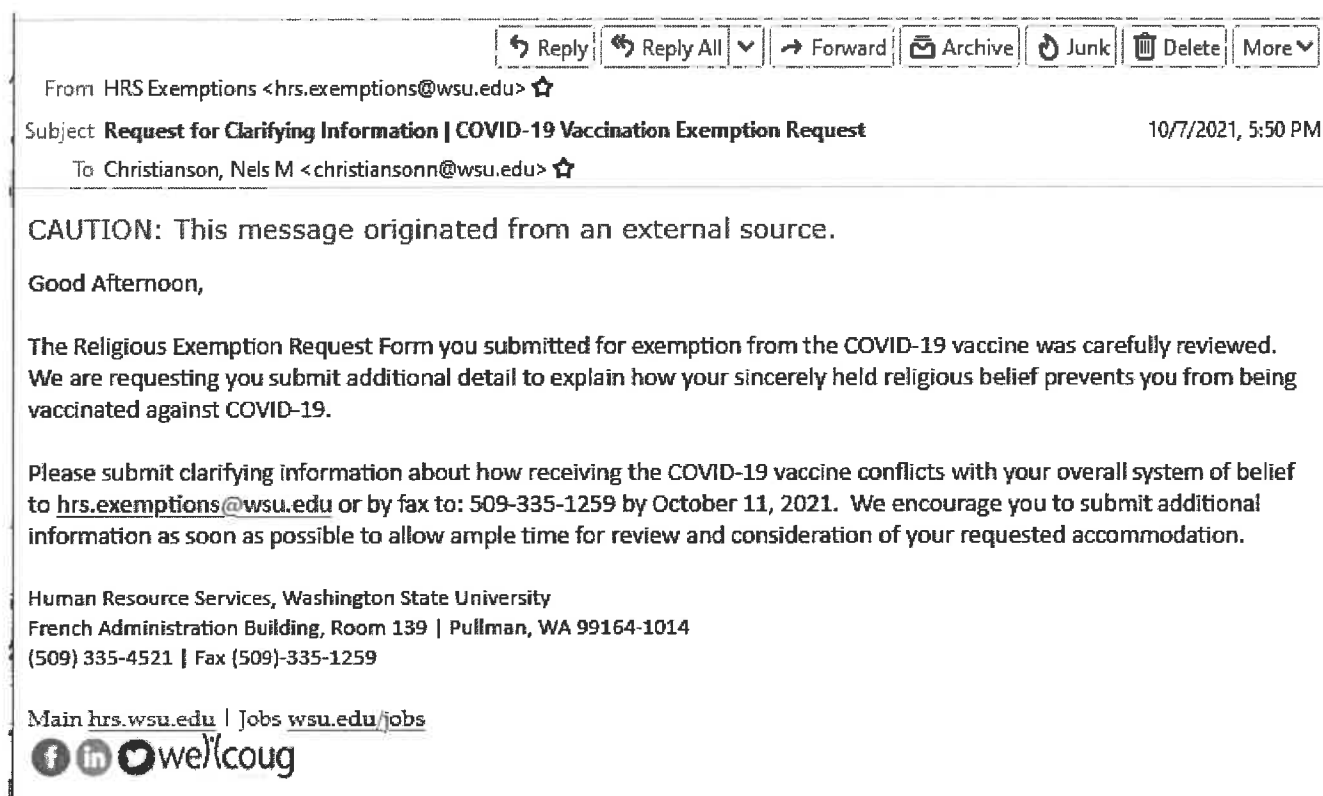 Reply Reply All Forward Archive Junk Delete More
From HRS Exemptions <hrs.exemptions@wsu.edu>
Subject Request for Clarifying Information | COVID-19 Vaccination Exemption Request 10/7/2021, 5:50 PM
To Christianson, Nels M <christiansonn@wsu.edu>
CAUTION: This message originated from an external source.
Good Afternoon,
The Religious Exemption Request Form you submitted for exemption from the COVID-19 vaccine was carefully reviewed.
We are requesting you submit additional detail to explain how your sincerely held religious belief prevents you from being
vaccinated against COVID-19.
Please submit clarifying information about how receiving the COVID-19 vaccine conflicts with your overall system of belief
to hrs.exemptions@wsu.edu or by fax to: 509-335-1259 by October 11, 2021. We encourage you to submit additional
information as soon as possible to allow ample time for review and consideration of your requested accommodation.
Human Resource Services, Washington State University
French Administration Building, Room 139 | Pullman, WA 99164-1014
(509) 335-4521 | Fax (509)-335-1259
Main hrs.wsu.edu | Jobs wsu.edu/jobs
f in we)(coug